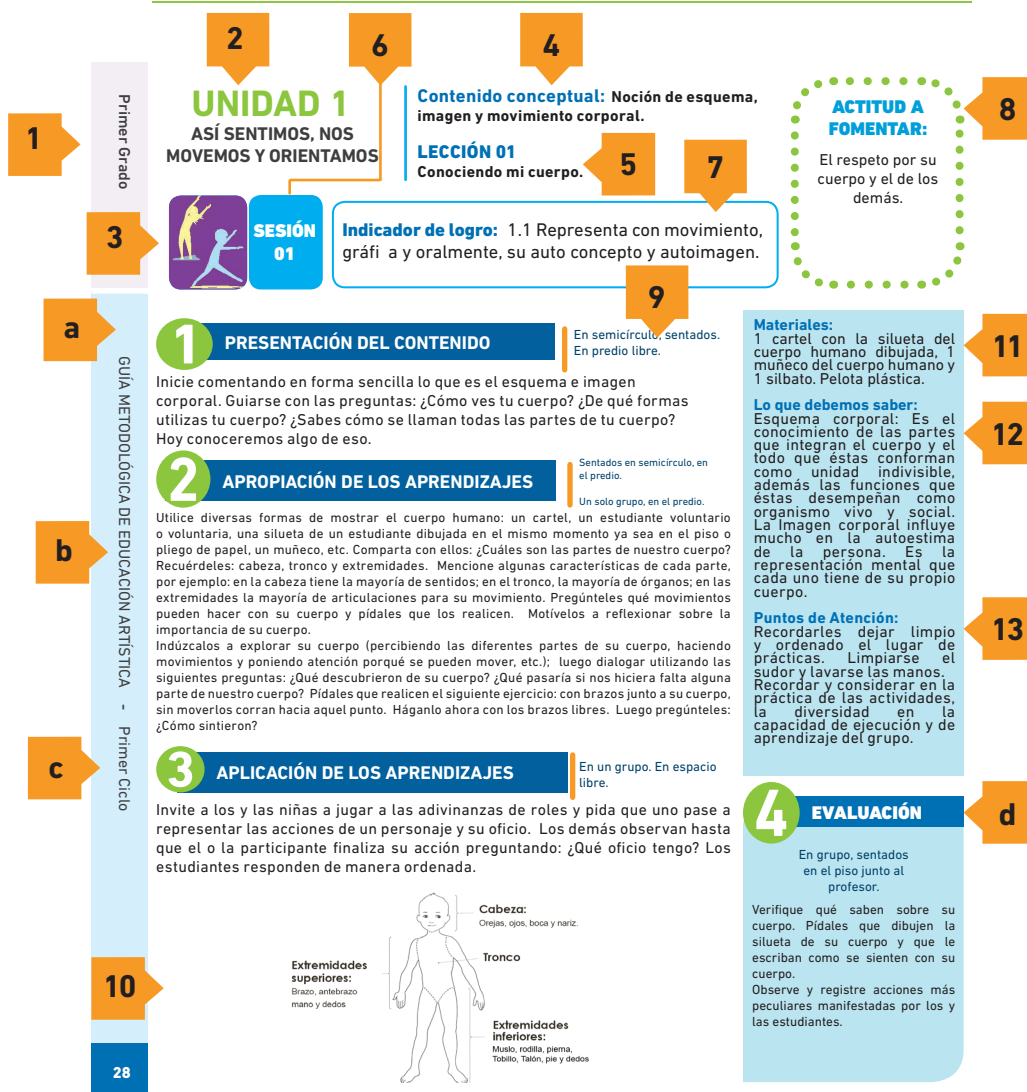 2
6
4
1
Primer Grado
UNIDAD 1
ASÍ SENTIMOS, NOS
MOVEMOS Y ORIENTAMOS
Contenido conceptual: Noción de esquema,
imagen y movimiento corporal.
LECCIÓN 01
Conociendo mi cuerpo.
5
7
ACTITUD A
FOMENTAR:
El respeto por su
cuerpo y el de los
demás.
8
3
SESIÓN
01
Indicador de logro: 1.1 Representa con movimiento,
gráfi a y oralmente, su auto concepto y autoimagen.
9
a
GUÍA METODOLÓGICA DE EDUCACIÓN ARTÍSTICA - Primer Ciclo
b
c
10
28
1 PRESENTACIÓN DEL CONTENIDO
En semicírculo, sentados.
En predio libre.
Inicie comentando en forma sencilla lo que es el esquema e imagen
corporal. Guiarse con las preguntas: ¿Cómo ves tu cuerpo? ¿De qué formas
utilizas tu cuerpo? ¿Sabes cómo se llaman todas las partes de tu cuerpo?
Hoy conoceremos algo de eso.
2 APROPIACIÓN DE LOS APRENDIZAJES
Sentados en semicírculo, en
el predio.
Un solo grupo, en el predio.
Utilice diversas formas de mostrar el cuerpo humano: un cartel, un estudiante voluntario
o voluntaria, una silueta de un estudiante dibujada en el mismo momento ya sea en el piso o
pliego de papel, un muñeco, etc. Comparta con ellos: ¿Cuáles son las partes de nuestro cuerpo?
Recuérdeles: cabeza, tronco y extremidades. Mencione algunas características de cada parte,
por ejemplo: en la cabeza tiene la mayoría de sentidos; en el tronco, la mayoría de órganos; en las
extremidades la mayoría de articulaciones para su movimiento. Pregúnteles qué movimientos
pueden hacer con su cuerpo y pídales que los realicen. Motívelos a reflexionar sobre la
importancia de su cuerpo.
Indúzcalos a explorar su cuerpo (percibiendo las diferentes partes de su cuerpo, haciendo
movimientos y poniendo atención porqué se pueden mover, etc.); luego dialogar utilizando las
siguientes preguntas: ¿Qué descubrieron de su cuerpo? ¿Qué pasaría si nos hiciera falta alguna
parte de nuestro cuerpo? Pídales que realicen el siguiente ejercicio: con brazos junto a su cuerpo,
sin moverlos corran hacia aquel punto. Háganlo ahora con los brazos libres. Luego pregúnteles:
¿Cómo sintieron?
3 APLICACIÓN DE LOS APRENDIZAJES
En un grupo. En espacio
libre.
Invite a los y las niñas a jugar a las adivinanzas de roles y pida que uno pase a
representar las acciones de un personaje y su oficio. Los demás observan hasta
que el o la participante finaliza su acción preguntando: ¿Qué oficio tengo? Los
estudiantes responden de manera ordenada.
Cabeza:
Orejas, ojos, boca y nariz.
Tronco
Extremidades
superiores:
Brazo, antebrazo
mano y dedos
Extremidades
inferiores:
Muslo, rodilla, pierna,
Tobillo, Talón, pie y dedos
Materiales:
1 cartel con la silueta del
cuerpo humano dibujada, 1
muñeco del cuerpo humano y
1 silbato. Pelota plástica.
11
Lo que debemos saber:
Esquema corporal: Es el
conocimiento de las partes
que integran el cuerpo y el
todo que éstas conforman
como unidad indivisible,
además las funciones que
éstas desempeñan como
organismo vivo y social.
La Imagen corporal influye
mucho en la autoestima
de la persona. Es la
representación mental que
cada uno tiene de su propio
cuerpo.
12
Puntos de Atención:
Recordarles dejar limpio
y ordenado el lugar de
prácticas. Limpiarse el
sudor y lavarse las manos.
Recordar y considerar en la
práctica de las actividades,
la diversidad en la
capacidad de ejecución y de
aprendizaje del grupo.
13
4 EVALUACIÓN
d
En grupo, sentados
en el piso junto al
profesor.
Verifique qué saben sobre su
cuerpo. Pídales que dibujen la
silueta de su cuerpo y que le
escriban como se sienten con su
cuerpo.
Observe y registre acciones más
peculiares manifestadas por los y
las estudiantes.